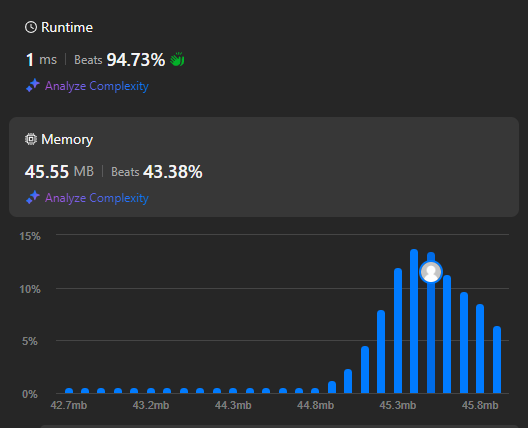 Runtime
1 ms Beats 94.73%
Analyze Complexity
Memory
45.55 MB Beats 43.38%
Analyze Complexity
15%
10%
5%
0%
42.7mb 43.2mb 44.3mb 44.8mb 45.3mb 45.8mb